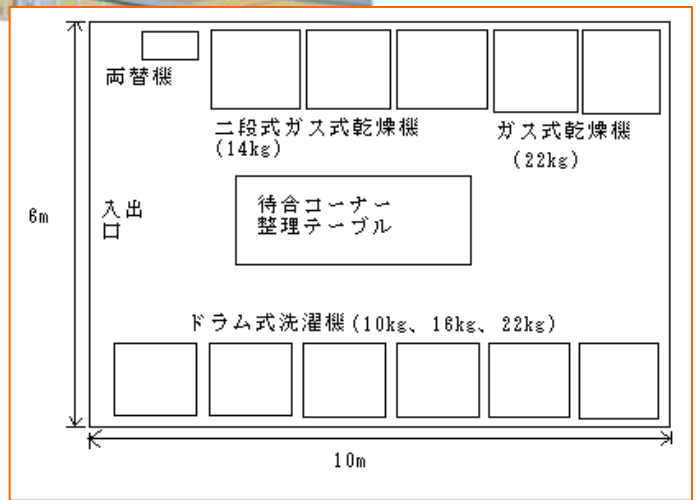 両替機
二段式ガス式乾燥機
(14kg)
ガス式乾燥機
(22kg)
6m
入出
口
待合コーナー
整理テーブル
ドラム式洗濯機(10kg、16kg、22kg)
10m